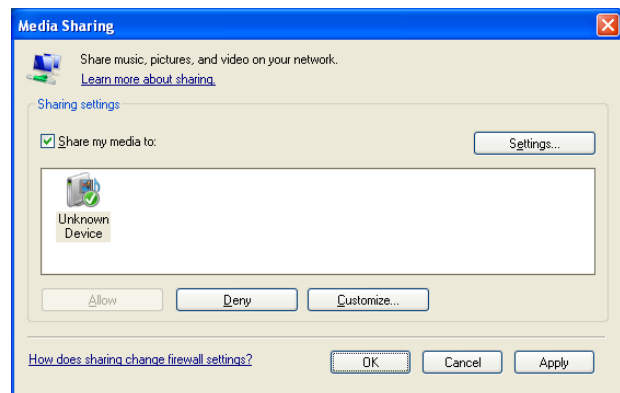 Media Sharing
Share music, pictures, and video on your network.
Learn more about sharing.
Sharing settings
Share my media to:
Settings...
Unknown
Device
Allow
Deny
Customize...
How does sharing change firewall settings?
OK
Cancel
Apply